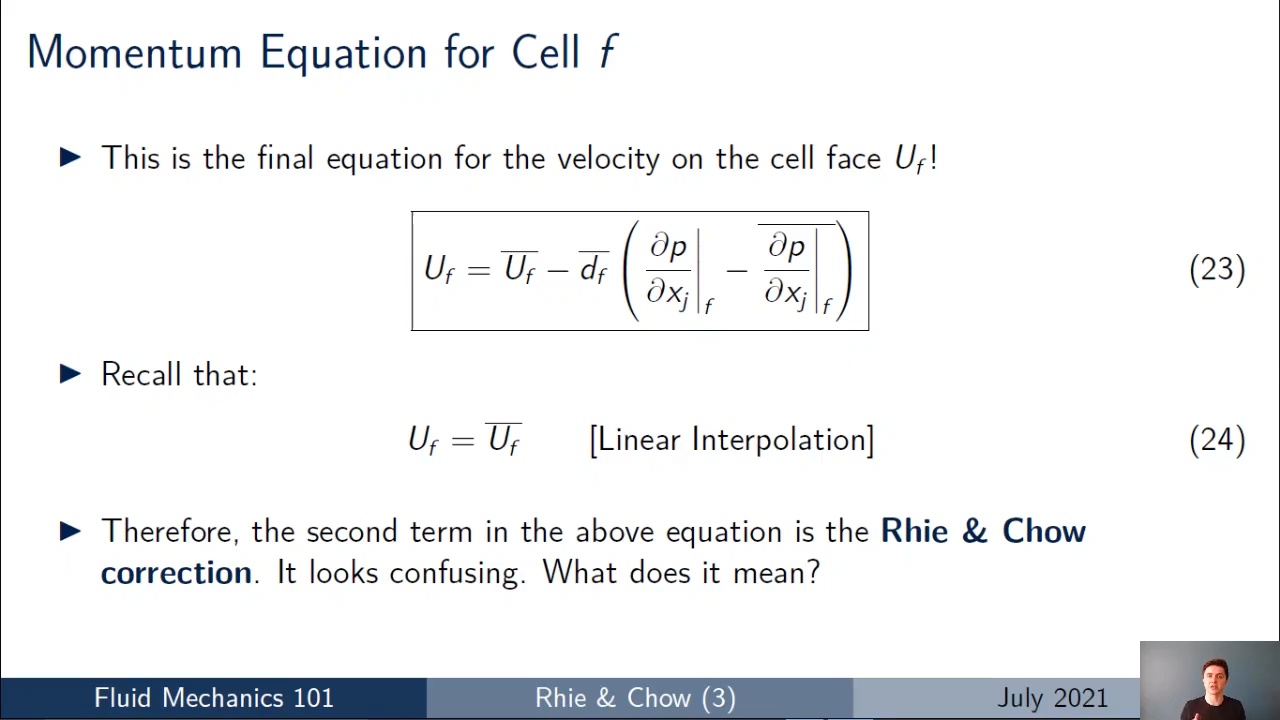 Momentum Equation for Cell f
▶ This is the final equation for the velocity on the cell face U_f!
U_f = \overline{U_f} − \overline{d_f} ( ∂p/∂x_j |_f − \overline{∂p/∂x_j |_f} ) (23)
▶ Recall that:
U_f = \overline{U_f} [Linear Interpolation] (24)
▶ Therefore, the second term in the above equation is the Rhie & Chow
correction. It looks confusing. What does it mean?
Fluid Mechanics 101 Rhie & Chow (3) July 2021